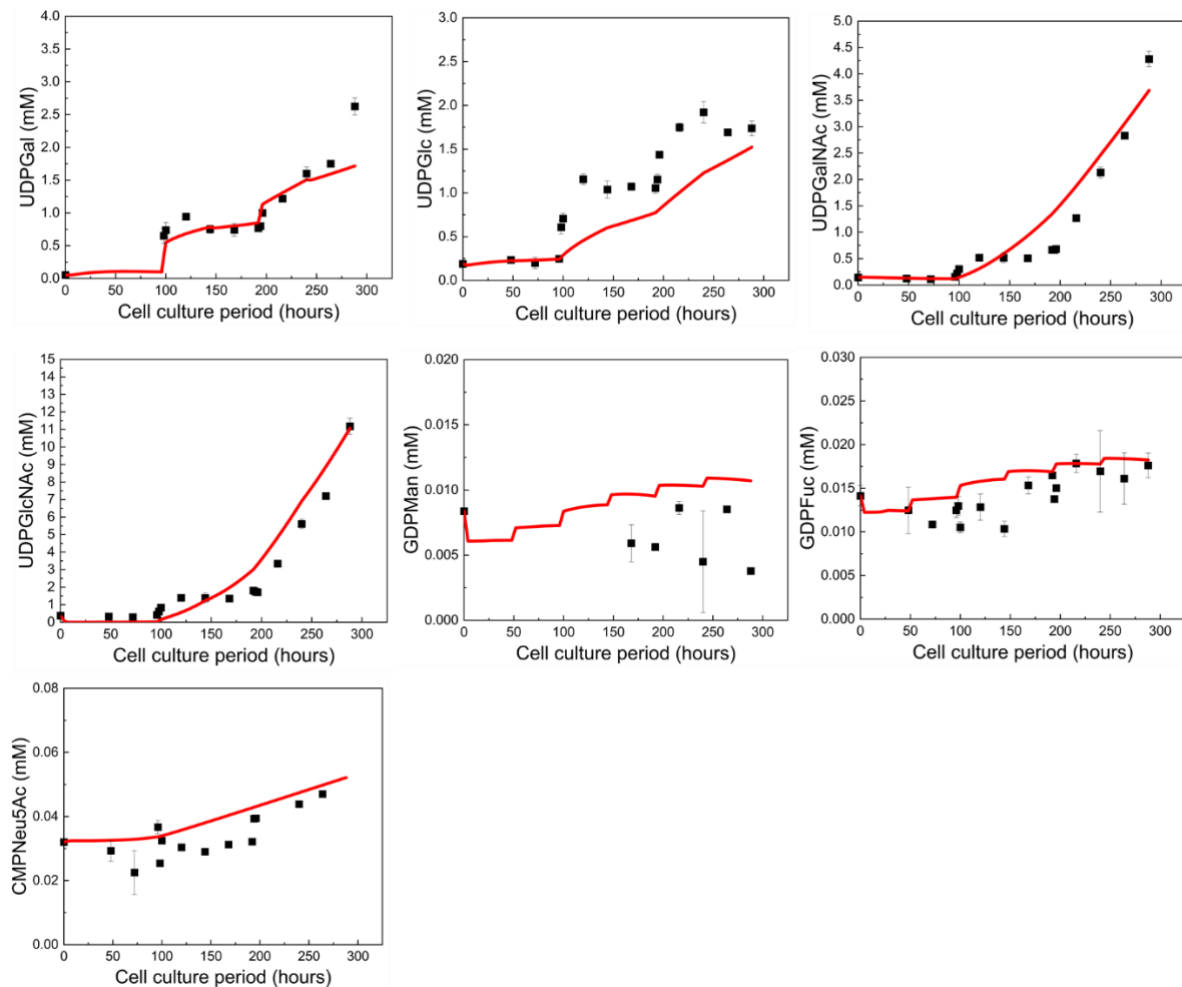 UDPGal (mM)
4.0
3.5
3.0
2.5
2.0
1.5
1.0
0.5
0.0
0 50 100 150 200 250 300
Cell culture period (hours)
UDPGlc (mM)
3.0
2.5
2.0
1.5
1.0
0.5
0.0
0 50 100 150 200 250 300
Cell culture period (hours)
UDPGalNAc (mM)
5.0
4.5
4.0
3.5
3.0
2.5
2.0
1.5
1.0
0.5
0.0
0 50 100 150 200 250 300
Cell culture period (hours)
UDPGlcNAc (mM)
15
14
13
12
11
10
9
8
7
6
5
4
3
2
1
0
0 50 100 150 200 250 300
Cell culture period (hours)
GDPMan (mM)
0.020
0.015
0.010
0.005
0.000
0 50 100 150 200 250 300
Cell culture period (hours)
GDPFuc (mM)
0.030
0.025
0.020
0.015
0.010
0.005
0.000
0 50 100 150 200 250 300
Cell culture period (hours)
CMPNeu5Ac (mM)
0.08
0.06
0.04
0.02
0.00
0 50 100 150 200 250 300
Cell culture period (hours)